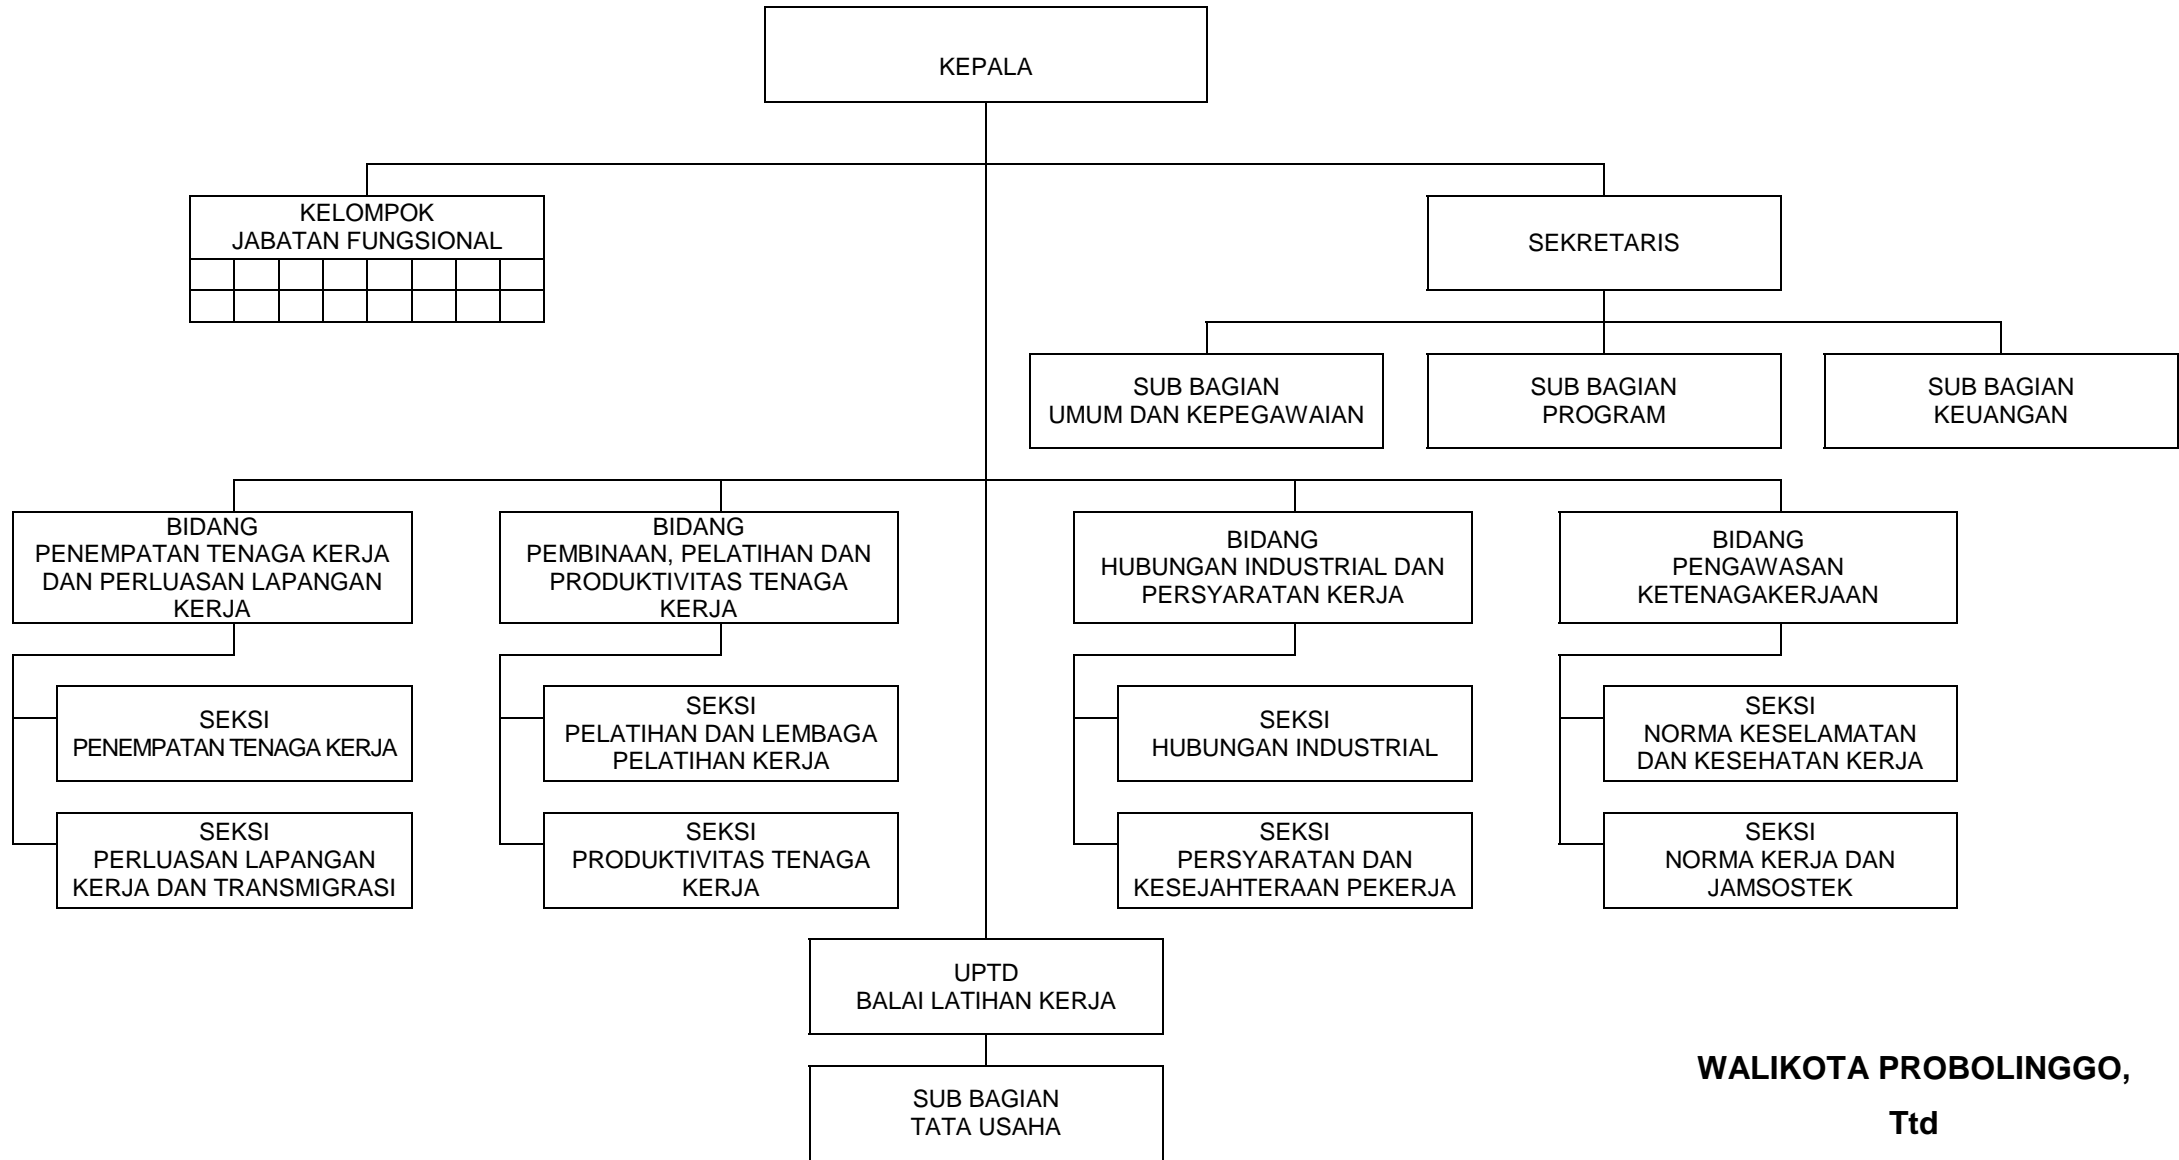 KEPALA
KELOMPOK
JABATAN FUNGSIONAL
SEKRETARIS
SUB BAGIAN
UMUM DAN KEPEGAWAIAN
SUB BAGIAN
PROGRAM
SUB BAGIAN
KEUANGAN
BIDANG
PENEMPATAN TENAGA KERJA
DAN PERLUASAN LAPANGAN
KERJA
BIDANG
PEMBINAAN, PELATIHAN DAN
PRODUKTIVITAS TENAGA
KERJA
BIDANG
HUBUNGAN INDUSTRIAL DAN
PERSYARATAN KERJA
BIDANG
PENGAWASAN
KETENAGAKERJAAN
SEKSI
PENEMPATAN TENAGA KERJA
SEKSI
PELATIHAN DAN LEMBAGA
PELATIHAN KERJA
SEKSI
HUBUNGAN INDUSTRIAL
SEKSI
NORMA KESELAMATAN
DAN KESEHATAN KERJA
SEKSI
PERLUASAN LAPANGAN
KERJA DAN TRANSMIGRASI
SEKSI
PRODUKTIVITAS TENAGA
KERJA
SEKSI
PERSYARATAN DAN
KESEJAHTERAAN PEKERJA
SEKSI
NORMA KERJA DAN
JAMSOSTEK
UPTD
BALAI LATIHAN KERJA
SUB BAGIAN
TATA USAHA
WALIKOTA PROBOLINGGO,
Ttd